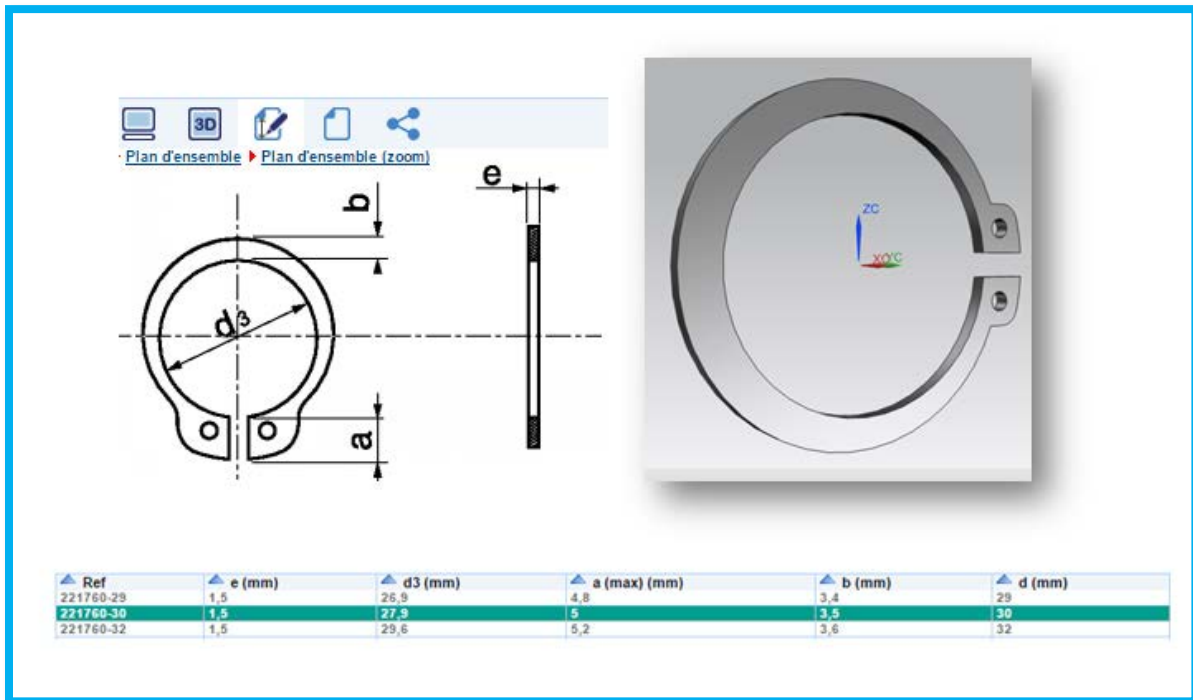 3D
Plan d'ensemble Plan d'ensemble (zoom)
e
b
d3
a
ZC
XC YC
Ref e (mm) d3 (mm) a (max) (mm) b (mm) d (mm)
221760-29 1,5 26,9 4,8 3,4 29
221760-30 1,5 27,9 5 3,5 30
221760-32 1,5 29,6 5,2 3,6 32